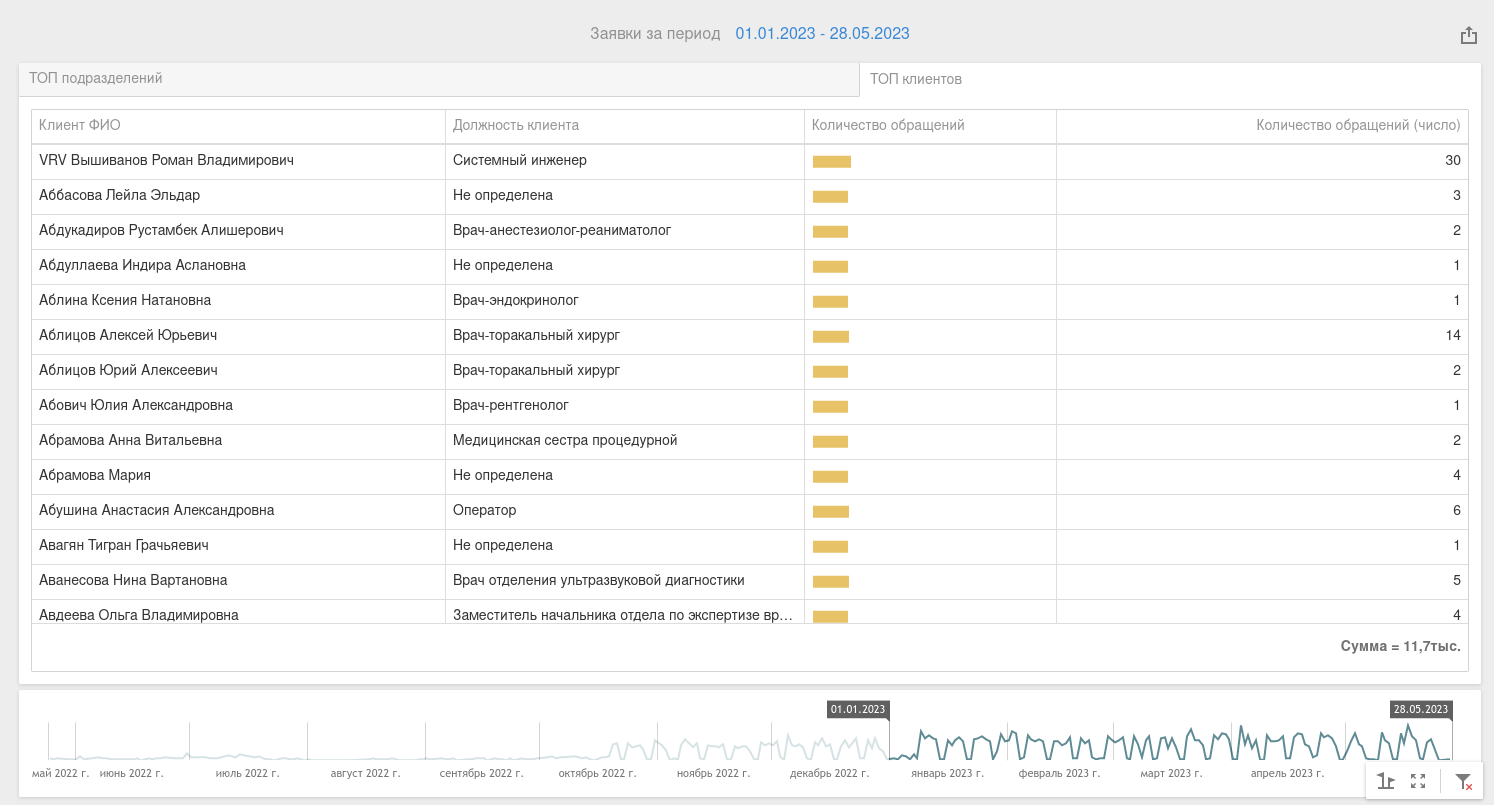 Заявки за период 01.01.2023 - 28.05.2023
ТОП подразделений ТОП клиентов
Клиент ФИО Должность клиента Количество обращений Количество обращений (число)
VRV Вышиванов Роман Владимирович Системный инженер 30
Аббасова Лейла Эльдар Не определена 3
Абдукадиров Рустамбек Алишерович Врач-анестезиолог-реаниматолог 2
Абдуллаева Индира Аслановна Не определена 1
Аблина Ксения Натановна Врач-эндокринолог 1
Аблицов Алексей Юрьевич Врач-торакальный хирург 14
Аблицов Юрий Алексеевич Врач-торакальный хирург 2
Абович Юлия Александровна Врач-рентгенолог 1
Абрамова Анна Витальевна Медицинская сестра процедурной 2
Абрамова Мария Не определена 4
Абушина Анастасия Александровна Оператор 6
Авагян Тигран Грачьяевич Не определена 1
Аванесова Нина Вартановна Врач отделения ультразвуковой диагностики 5
Авдеева Ольга Владимировна Заместитель начальника отдела по экспертизе вр… 4
Сумма = 11,7тыс.
01.01.2023 28.05.2023
май 2022 г. июнь 2022 г. июль 2022 г. август 2022 г. сентябрь 2022 г. октябрь 2022 г. ноябрь 2022 г. декабрь 2022 г. январь 2023 г. февраль 2023 г. март 2023 г. апрель 2023 г.